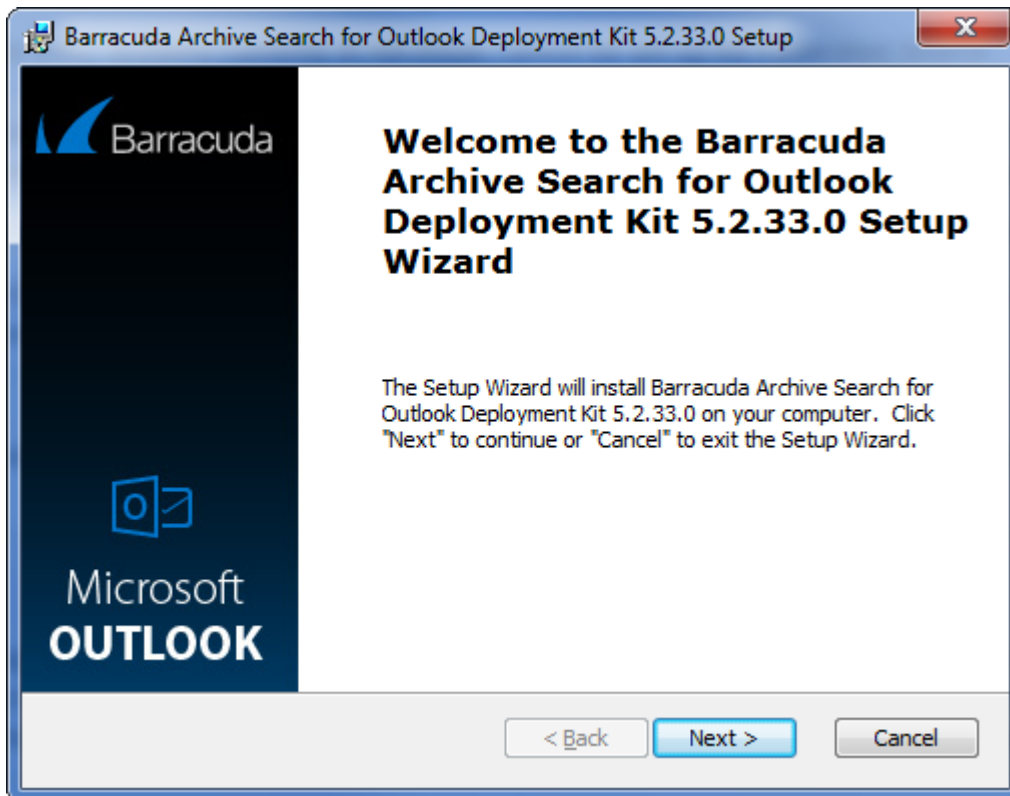 Barracuda Archive Search for Outlook Deployment Kit 5.2.33.0 Setup
X
Barracuda
Welcome to the Barracuda
Archive Search for Outlook
Deployment Kit 5.2.33.0 Setup
Wizard
The Setup Wizard will install Barracuda Archive Search for
Outlook Deployment Kit 5.2.33.0 on your computer.  Click
"Next" to continue or "Cancel" to exit the Setup Wizard.
O
Microsoft
OUTLOOK
< Back
Next >
Cancel